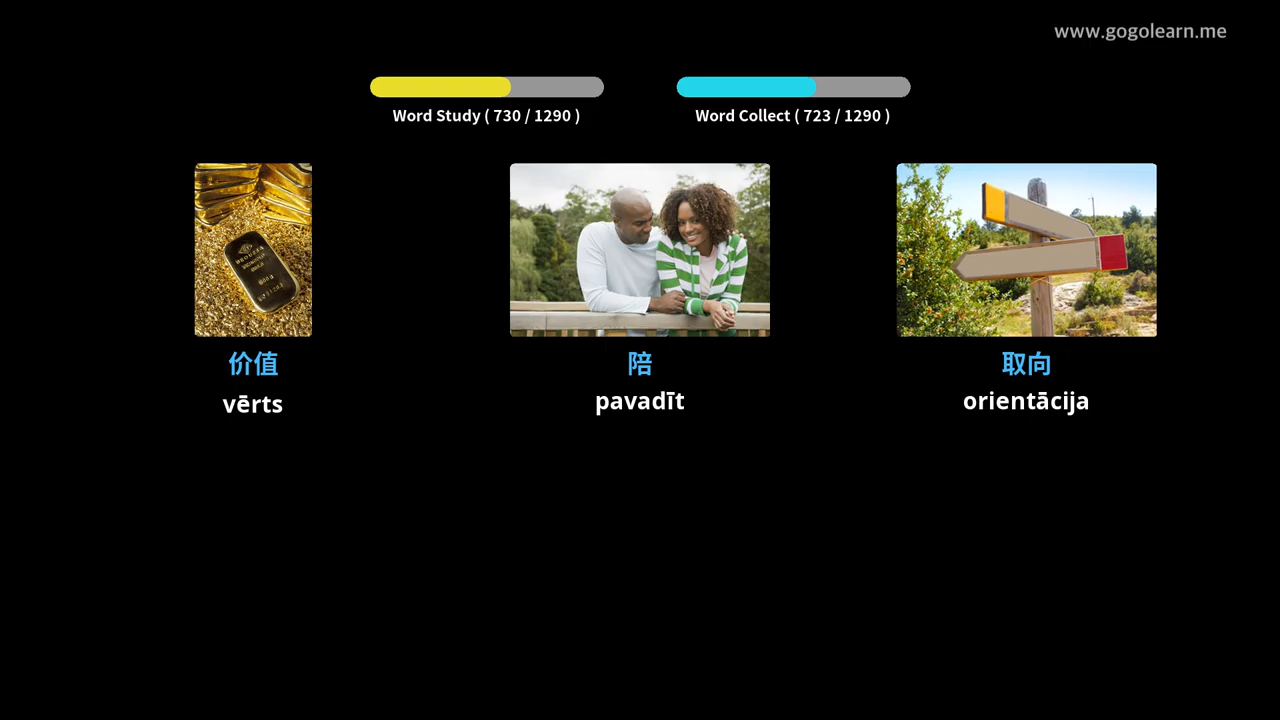 www.gogolearn.me
Word Study ( 730 / 1290 )
Word Collect ( 723 / 1290 )
价值
vērts
陪
pavadīt
取向
orientācija